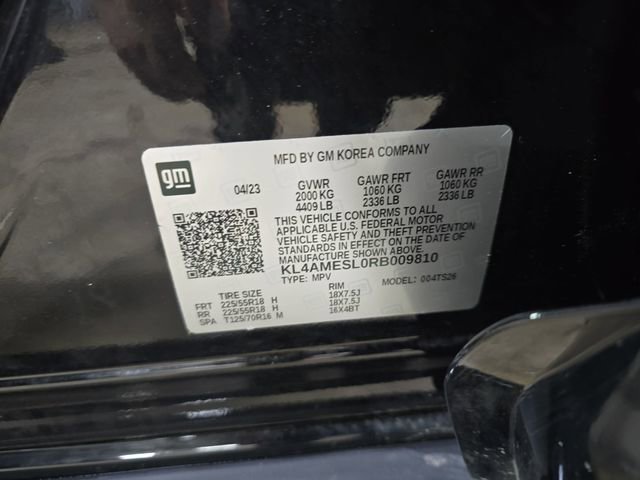 gm
MFD BY GM KOREA COMPANY
04/23
GVWR GAWR FRT GAWR RR
2000 KG 1060 KG 1060 KG
4409 LB 2336 LB 2336 LB
THIS VEHICLE CONFORMS TO ALL
APPLICABLE U.S. FEDERAL MOTOR
VEHICLE SAFETY AND THEFT PREVENTION
STANDARDS IN EFFECT ON THE DATE OF
MANUFACTURE SHOWN ABOVE.
KL4AMESL0RB009810
TYPE: MPV MODEL: 004TS26
TIRE SIZE RIM
FRT 225/55R18 H 18X7.5J
RR 225/55R18 H 18X7.5J
SPA T125/70R16 M 16X4BT